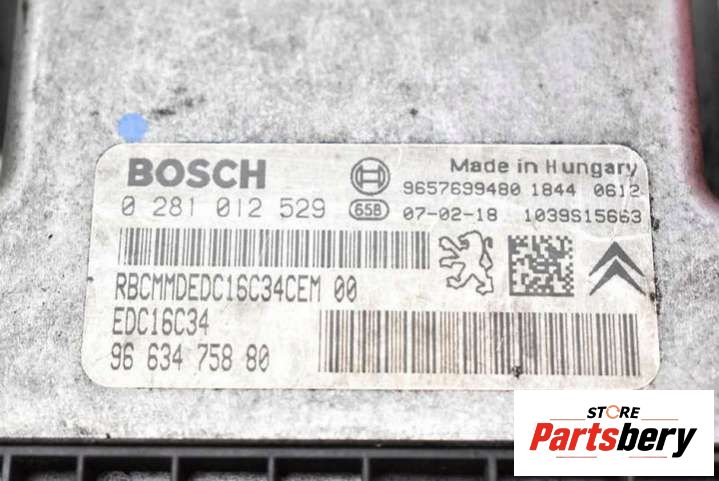 BOSCH
Made in Hungary
9657699480 1844 0612
0 281 012 529 658 07-02-18 1039S15663
RBCMMDEDC16C34CEM 00
EDC16C34
96 634 758 80
STORE
Partsbery